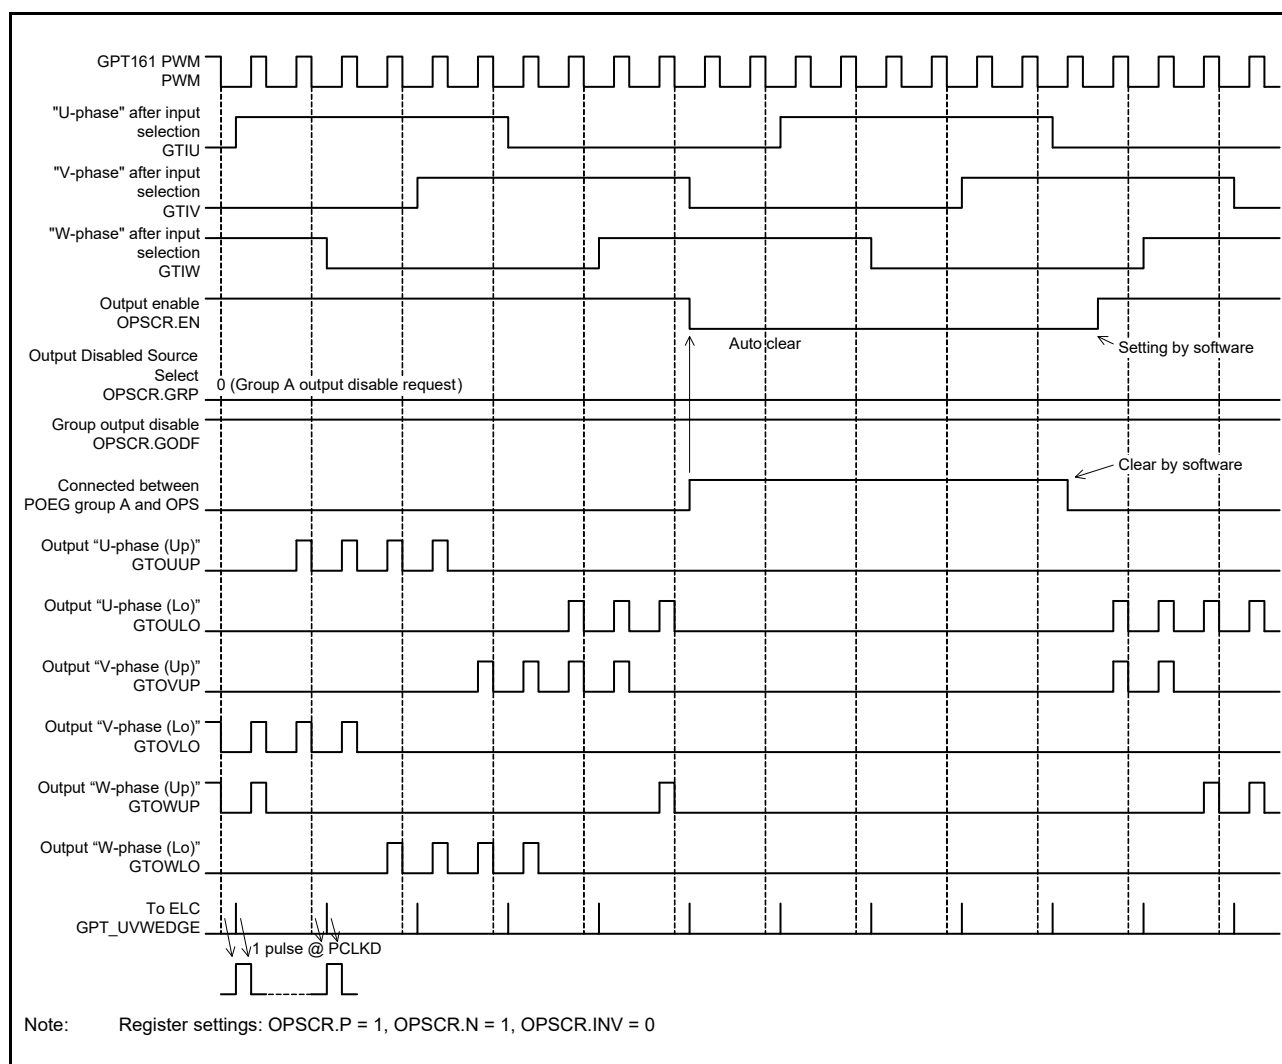 GPT161 PWM
PWM
"U-phase" after input
selection
GTIU
"V-phase" after input
selection
GTIV
"W-phase" after input
selection
GTIW
Output enable
OPSCR.EN
Auto clear
Setting by software
Output Disabled Source
Select
OPSCR.GRP
0 (Group A output disable request)
Group output disable
OPSCR.GODF
Clear by software
Connected between
POEG group A and OPS
Output “U-phase (Up)”
GTOUUP
Output “U-phase (Lo)”
GTOULO
Output “V-phase (Up)”
GTOVUP
Output “V-phase (Lo)”
GTOVLO
Output “W-phase (Up)”
GTOWUP
Output “W-phase (Lo)”
GTOWLO
To ELC
GPT_UVWEDGE
1 pulse @ PCLKD
Note: Register settings: OPSCR.P = 1, OPSCR.N = 1, OPSCR.INV = 0